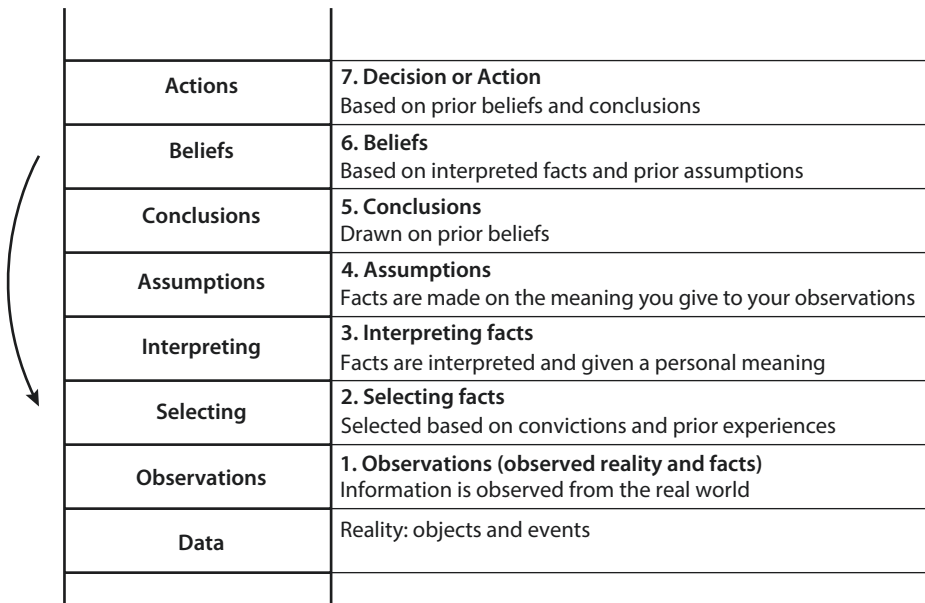 Actions
7. Decision or Action
Based on prior beliefs and conclusions
Beliefs
6. Beliefs
Based on interpreted facts and prior assumptions
Conclusions
5. Conclusions
Drawn on prior beliefs
Assumptions
4. Assumptions
Facts are made on the meaning you give to your observations
Interpreting
3. Interpreting facts
Facts are interpreted and given a personal meaning
Selecting
2. Selecting facts
Selected based on convictions and prior experiences
Observations
1. Observations (observed reality and facts)
Information is observed from the real world
Data
Reality: objects and events